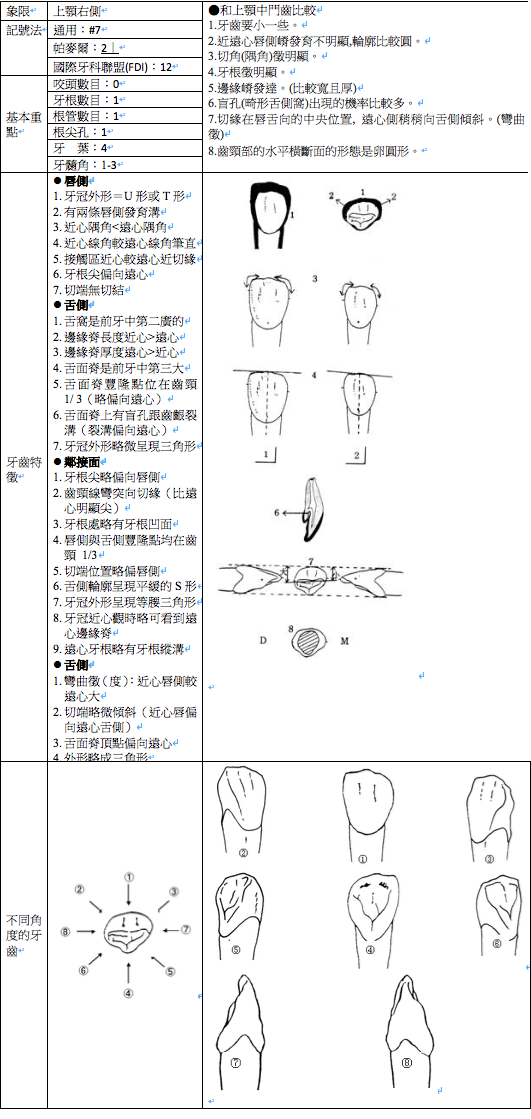 象限
上顎右側
記號法
通用：#7
帕麥爾：2
國際牙科聯盟(FDI)：12
基本重點
咬頭數目：0
牙根數目：1
根管數目：1
根尖孔：1
牙　葉：4
牙髓角：1-3
●和上顎中門齒比較
1.牙齒要小一些。
2.近遠心唇側嵴發育不明顯,輪廓比較圓。
3.切角(隅角)徵明顯。
4.牙根徵明顯。
5.邊緣嵴發達。(比較寬且厚)
6.盲孔(畸形舌側窩)出現的機率比較多。
7.切緣在唇舌向的中央位置, 遠心側稍稍向舌側傾斜。(彎曲
徵)
8.齒頸部的水平橫斷面的形態是卵圓形。
牙齒特徵
● 唇側
1. 牙冠外形＝U 形或 T 形
2. 有兩條唇側發育溝
3. 近心隅角<遠心隅角
4. 近心線角較遠心線角筆直
5. 接觸區近心較遠心近切緣
6. 牙根尖偏向遠心
7. 切端無切結
● 舌側
1. 舌窩是前牙中第二廣的
2. 邊緣脊長度近心>遠心
3. 邊緣脊厚度遠心>近心
4. 舌面脊是前牙中第三大
5. 舌面脊豐隆點位在齒頸
1/ 3（略偏向遠心）
6. 舌面脊上有盲孔跟齒齦裂
溝（裂溝偏向遠心）
7. 牙冠外形略微呈現三角形
● 鄰接面
1. 牙根尖略偏向唇側
2. 齒頸線彎突向切緣（比遠
心明顯尖）
3. 牙根處略有牙根凹面
4. 唇側與舌側豐隆點均在齒
頸 1/3
5. 切端位置略偏唇側
6. 舌側輪廓呈現平緩的 S 形
7. 牙冠外形呈現等腰三角形
8. 牙冠近心觀時略可看到遠
心邊緣脊
9. 遠心牙根略有牙根縱溝
● 舌側
1. 彎曲徵（度）：近心唇側較
遠心大
2. 切端略微傾斜（近心唇偏
向遠心舌側）
3. 舌面脊頂點偏向遠心
4. 外形略成三角形
1
2
1
2
3
4
1
2
6
7
8
D
M
不同角度的牙齒
①
②
③
⑧
⑦
⑥
⑤
④
②
①
③
⑤
④
⑥
⑦
⑧